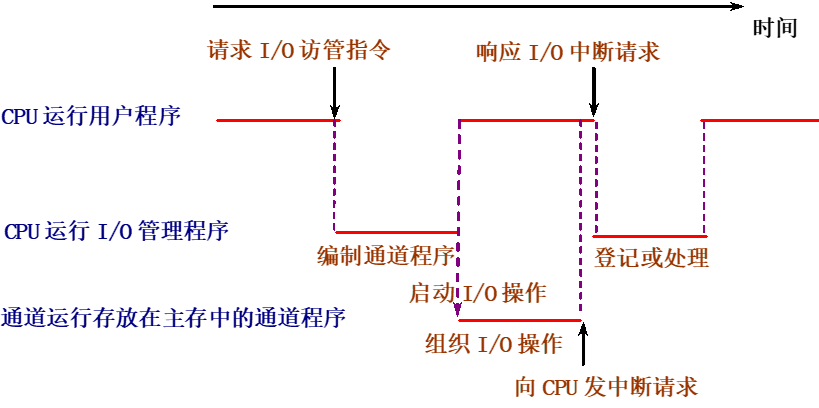 时间
请求 I/O 访管指令
响应 I/O 中断请求
CPU 运行用户程序
CPU 运行 I/O 管理程序
编制通道程序
登记或处理
启动 I/O 操作
通道运行存放在主存中的通道程序
组织 I/O 操作
向 CPU 发中断请求